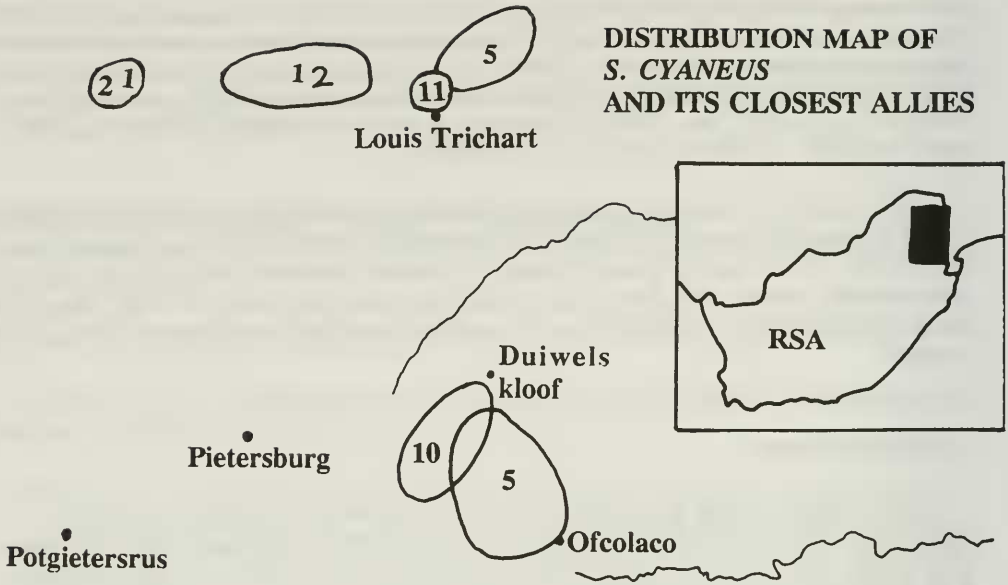 DISTRIBUTION MAP OF
S. CYANEUS
AND ITS CLOSEST ALLIES
21
12
5
11
Louis Trichart
RSA
Duiwels
kloof
10
5
Pietersburg
Ofcolaco
Potgietersrus